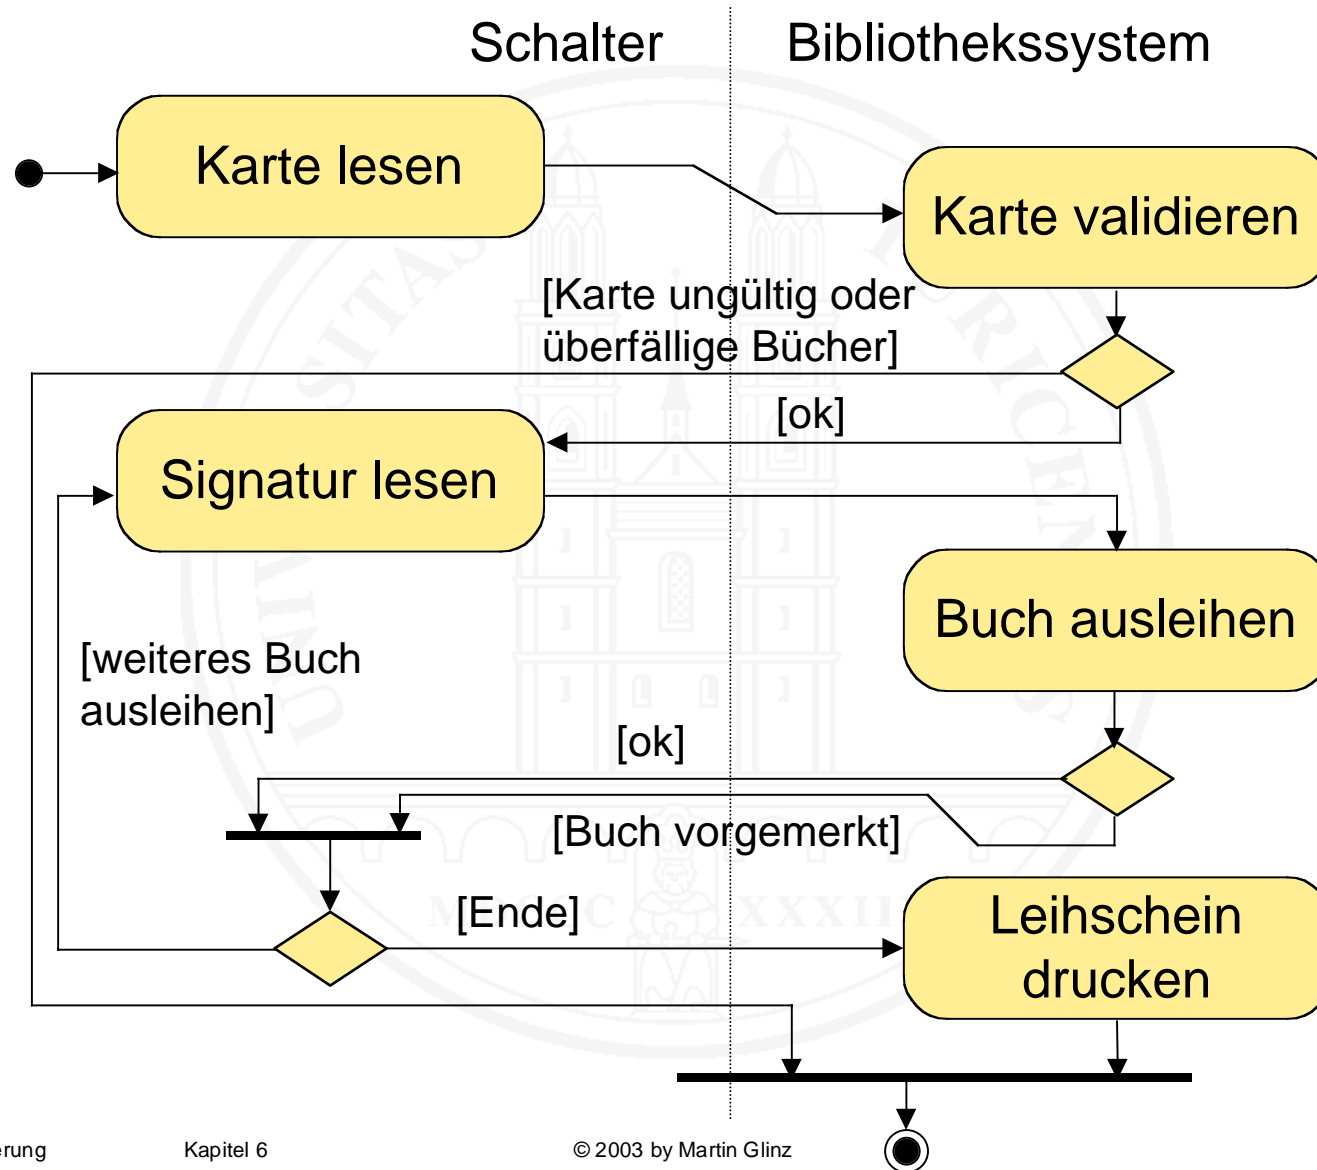 Schalter
Bibliothekssystem
Karte lesen
Karte validieren
[Karte ungültig oder
überfällige Bücher]
[ok]
Signatur lesen
Buch ausleihen
[weiteres Buch
ausleihen]
[ok]
[Buch vorgemerkt]
[Ende]
Leihschein
drucken
erung
Kapitel 6
© 2003 by Martin Glinz